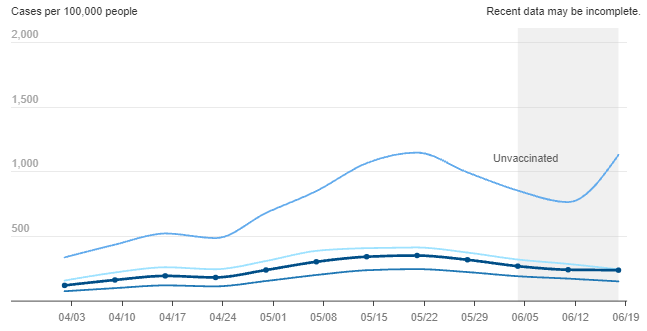 Cases per 100,000 people
Recent data may be incomplete.
2,000
1,500
1,000
Unvaccinated
500
04/03 04/10 04/17 04/24 05/01 05/08 05/15 05/22 05/29 06/05 06/12 06/19